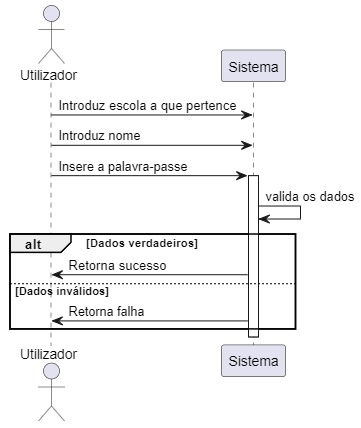 Utilizador
Sistema
Introduz escola a que pertence
Introduz nome
Insere a palavra-passe
valida os dados
alt [Dados verdadeiros]
Retorna sucesso
[Dados inválidos]
Retorna falha
Utilizador
Sistema